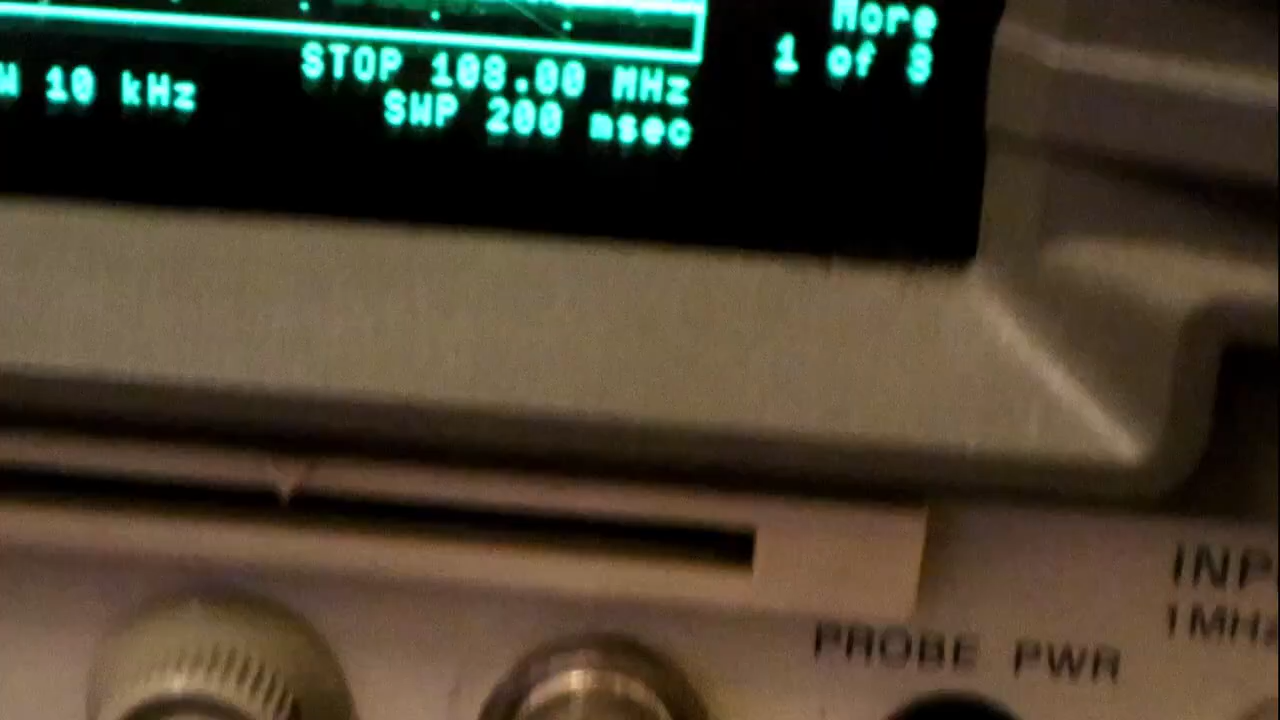 More
1 of 3
STOP 108.00 MHz
W 10 kHz
SWP 200 msec
INP
1MHz
PROBE PWR